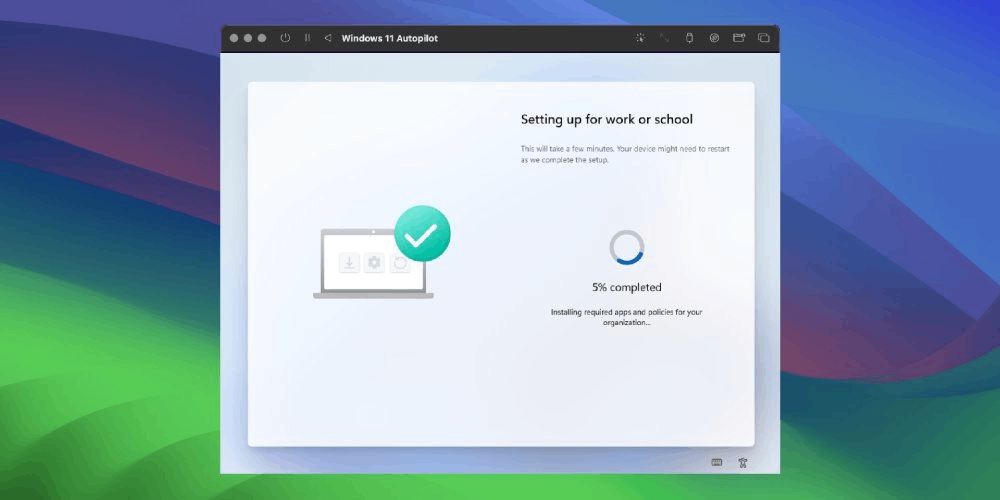 Windows 11 Autopilot
Setting up for work or school
This will take a few minutes. Your device might need to restart
as we complete the setup.
5% completed
Installing required apps and policies for your
organization...